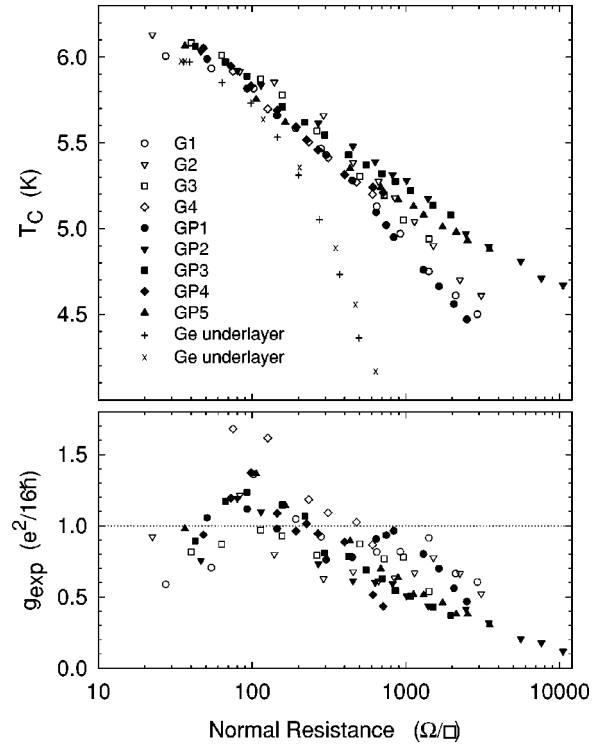 6.0
5.5
5.0
4.5
T_C (K)
G1
G2
G3
G4
GP1
GP2
GP3
GP4
GP5
Ge underlayer
Ge underlayer
1.5
1.0
0.5
0.0
g_exp (e²/16ħ)
10
100
1000
10000
Normal Resistance (Ω/□)